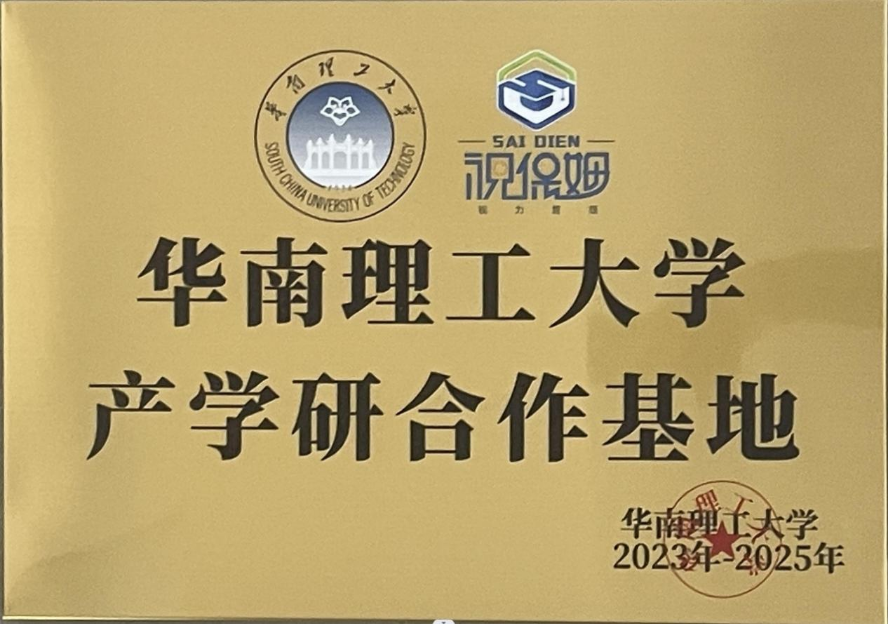 华南理工大学
SOUTH CHINA UNIVERSITY OF TECHNOLOGY
SAI DIEN
视保姆
华南理工大学
产学研合作基地
华南理工大学
2023年-2025年